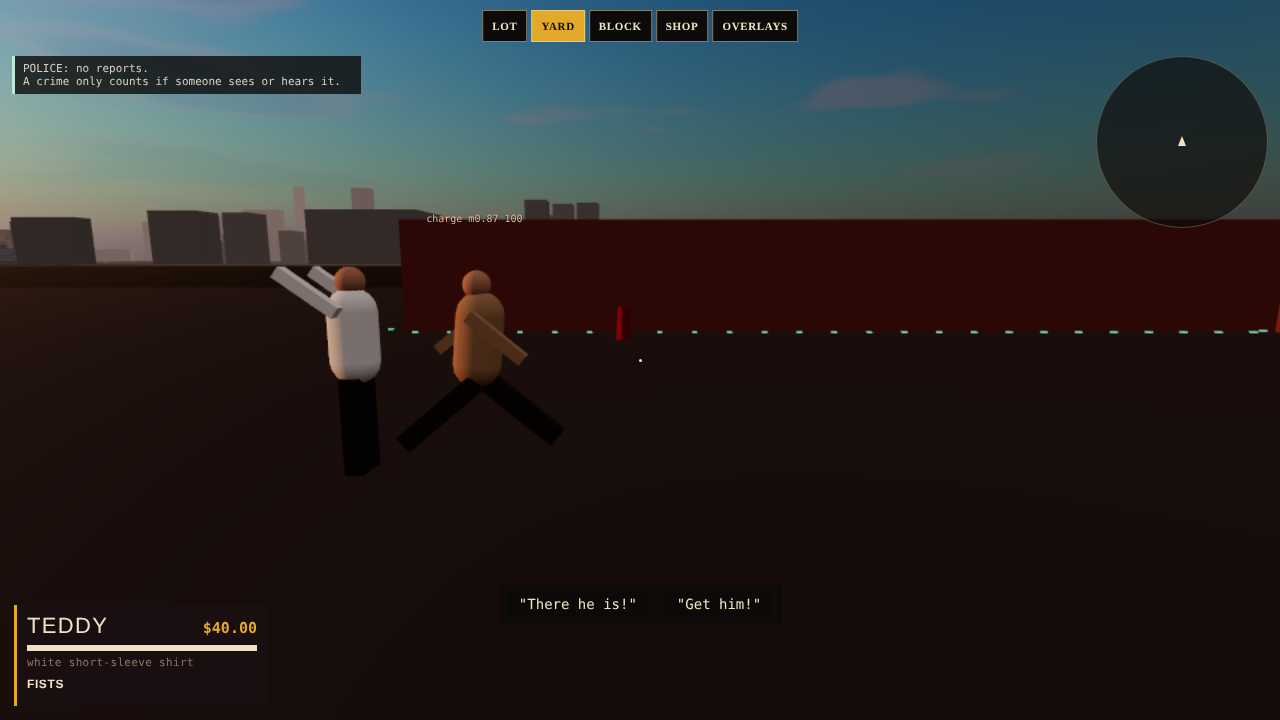 LOT YARD BLOCK SHOP OVERLAYS
POLICE: no reports.
A crime only counts if someone sees or hears it.
charge m0.87 100
"There he is!" "Get him!"
TEDDY $40.00
white short-sleeve shirt
FISTS